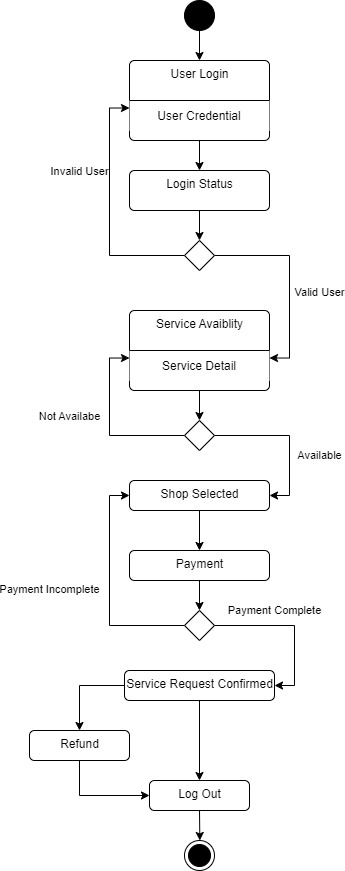 User Login
User Credential
Invalid User
Login Status
Valid User
Service Avaiblity
Service Detail
Not Availabe
Available
Shop Selected
Payment
Payment Incomplete
Payment Complete
Service Request Confirmed
Refund
Log Out